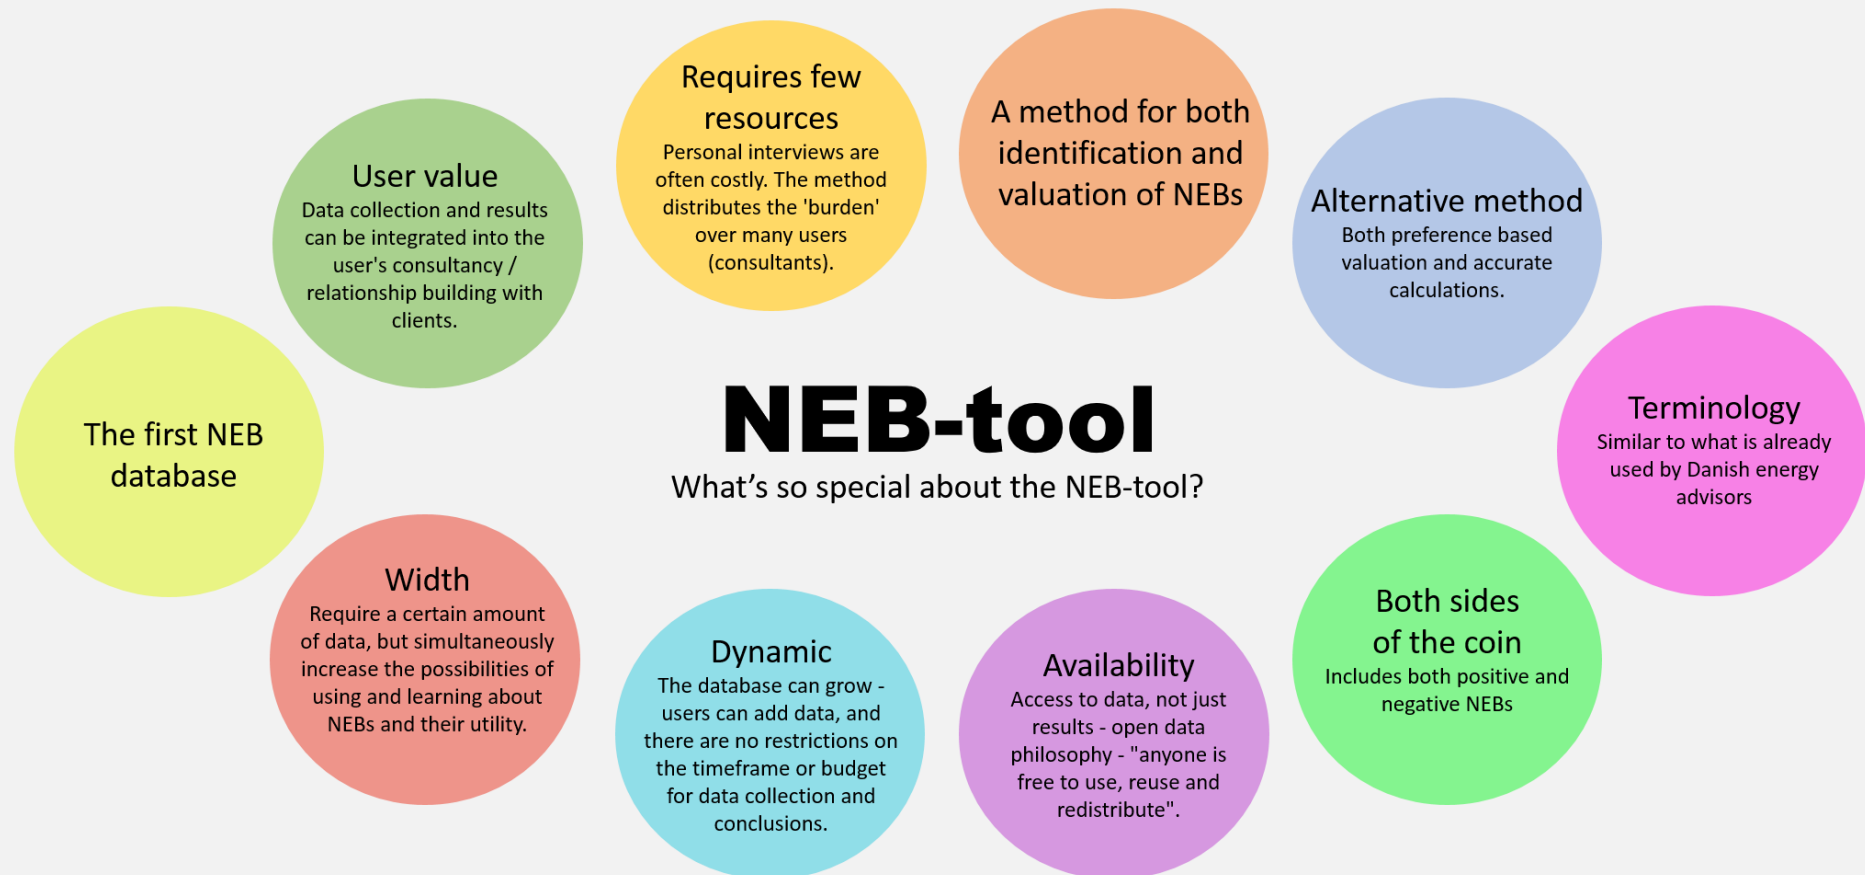 NEB-tool
What’s so special about the NEB-tool?
The first NEB
database
User value
Data collection and results
can be integrated into the
user's consultancy /
relationship building with
clients.
Requires few
resources
Personal interviews are
often costly. The method
distributes the 'burden'
over many users
(consultants).
A method for both
identification and
valuation of NEBs
Alternative method
Both preference based
valuation and accurate
calculations.
Terminology
Similar to what is already
used by Danish energy
advisors
Both sides
of the coin
Includes both positive and
negative NEBs
Availability
Access to data, not just
results - open data
philosophy - "anyone is
free to use, reuse and
redistribute".
Dynamic
The database can grow -
users can add data, and
there are no restrictions on
the timeframe or budget
for data collection and
conclusions.
Width
Require a certain amount
of data, but simultaneously
increase the possibilities of
using and learning about
NEBs and their utility.